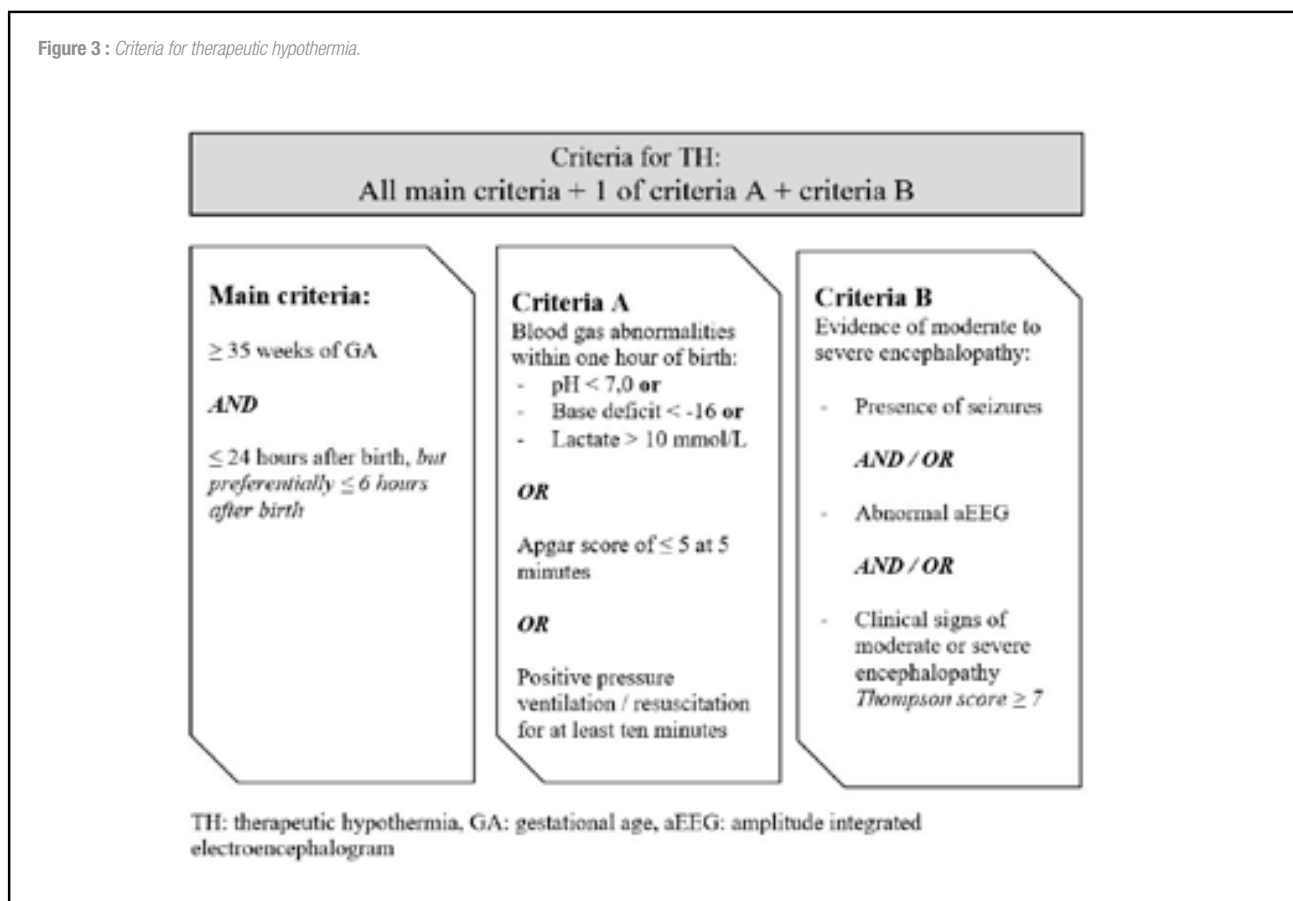 Figure 3 : Criteria for therapeutic hypothermia.
Criteria for TH:
All main criteria + 1 of criteria A + criteria B
Main criteria:
≥ 35 weeks of GA
AND
≤ 24 hours after birth, but
preferentially ≤ 6 hours
after birth
Criteria A
Blood gas abnormalities
within one hour of birth:
- pH < 7,0 or
- Base deficit < -16 or
- Lactate > 10 mmol/L
OR
Apgar score of ≤ 5 at 5
minutes
OR
Positive pressure
ventilation / resuscitation
for at least ten minutes
Criteria B
Evidence of moderate to
severe encephalopathy:
- Presence of seizures
AND / OR
- Abnormal aEEG
AND / OR
- Clinical signs of
moderate or severe
encephalopathy
Thompson score ≥ 7
TH: therapeutic hypothermia, GA: gestational age, aEEG: amplitude integrated
electroencephalogram